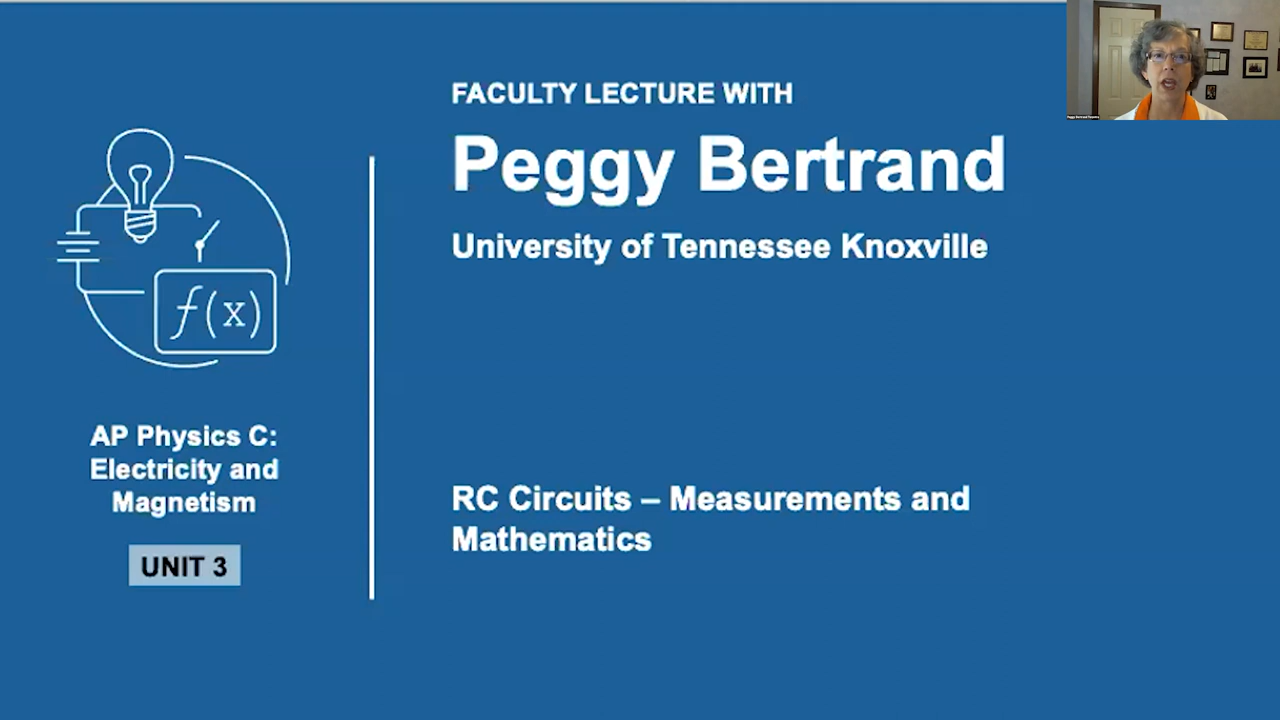 FACULTY LECTURE WITH
Peggy Bertrand
University of Tennessee Knoxville
f(x)
AP Physics C:
Electricity and
Magnetism
UNIT 3
RC Circuits – Measurements and
Mathematics